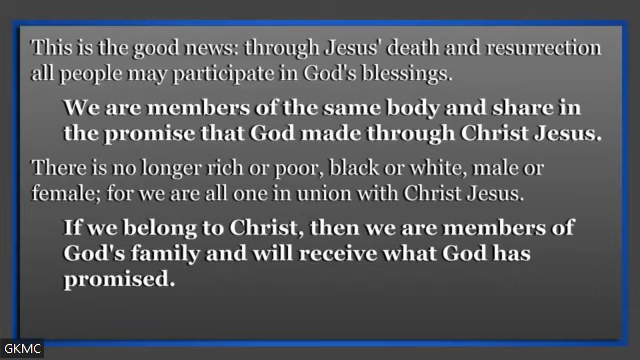 This is the good news: through Jesus' death and resurrection
all people may participate in God's blessings.
We are members of the same body and share in
the promise that God made through Christ Jesus.
There is no longer rich or poor, black or white, male or
female; for we are all one in union with Christ Jesus.
If we belong to Christ, then we are members of
God's family and will receive what God has
promised.
GKMC